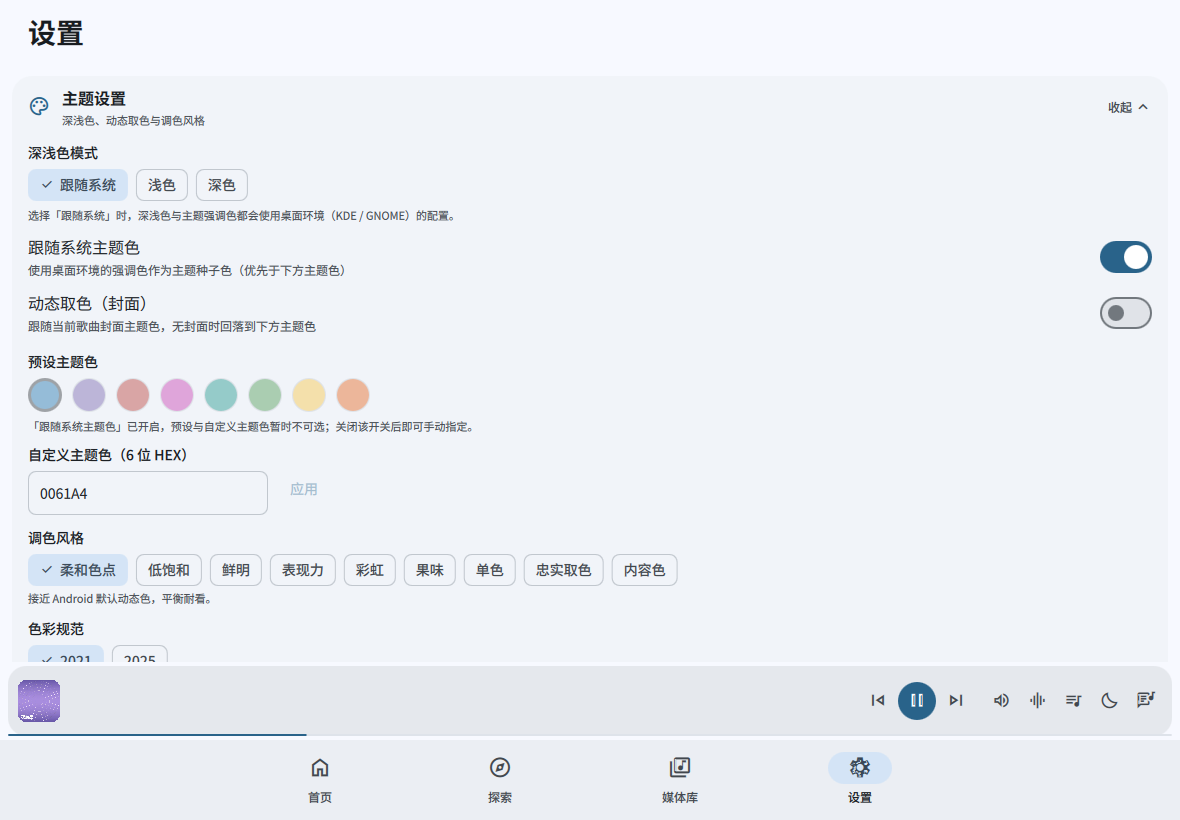 设置
主题设置
深浅色、动态取色与调色风格
收起
深浅色模式
跟随系统 浅色 深色
选择「跟随系统」时，深浅色与主题强调色都会使用桌面环境（KDE / GNOME）的配置。
跟随系统主题色
使用桌面环境的强调色作为主题种子色（优先于下方主题色）
动态取色（封面）
跟随当前歌曲封面主题色，无封面时回落到下方主题色
预设主题色
「跟随系统主题色」已开启，预设与自定义主题色暂时不可选；关闭该开关后即可手动指定。
自定义主题色（6 位 HEX）
0061A4 应用
调色风格
柔和色点 低饱和 鲜明 表现力 彩虹 果味 单色 忠实取色 内容色
接近 Android 默认动态色，平衡耐看。
色彩规范
2021 2025
首页 探索 媒体库 设置